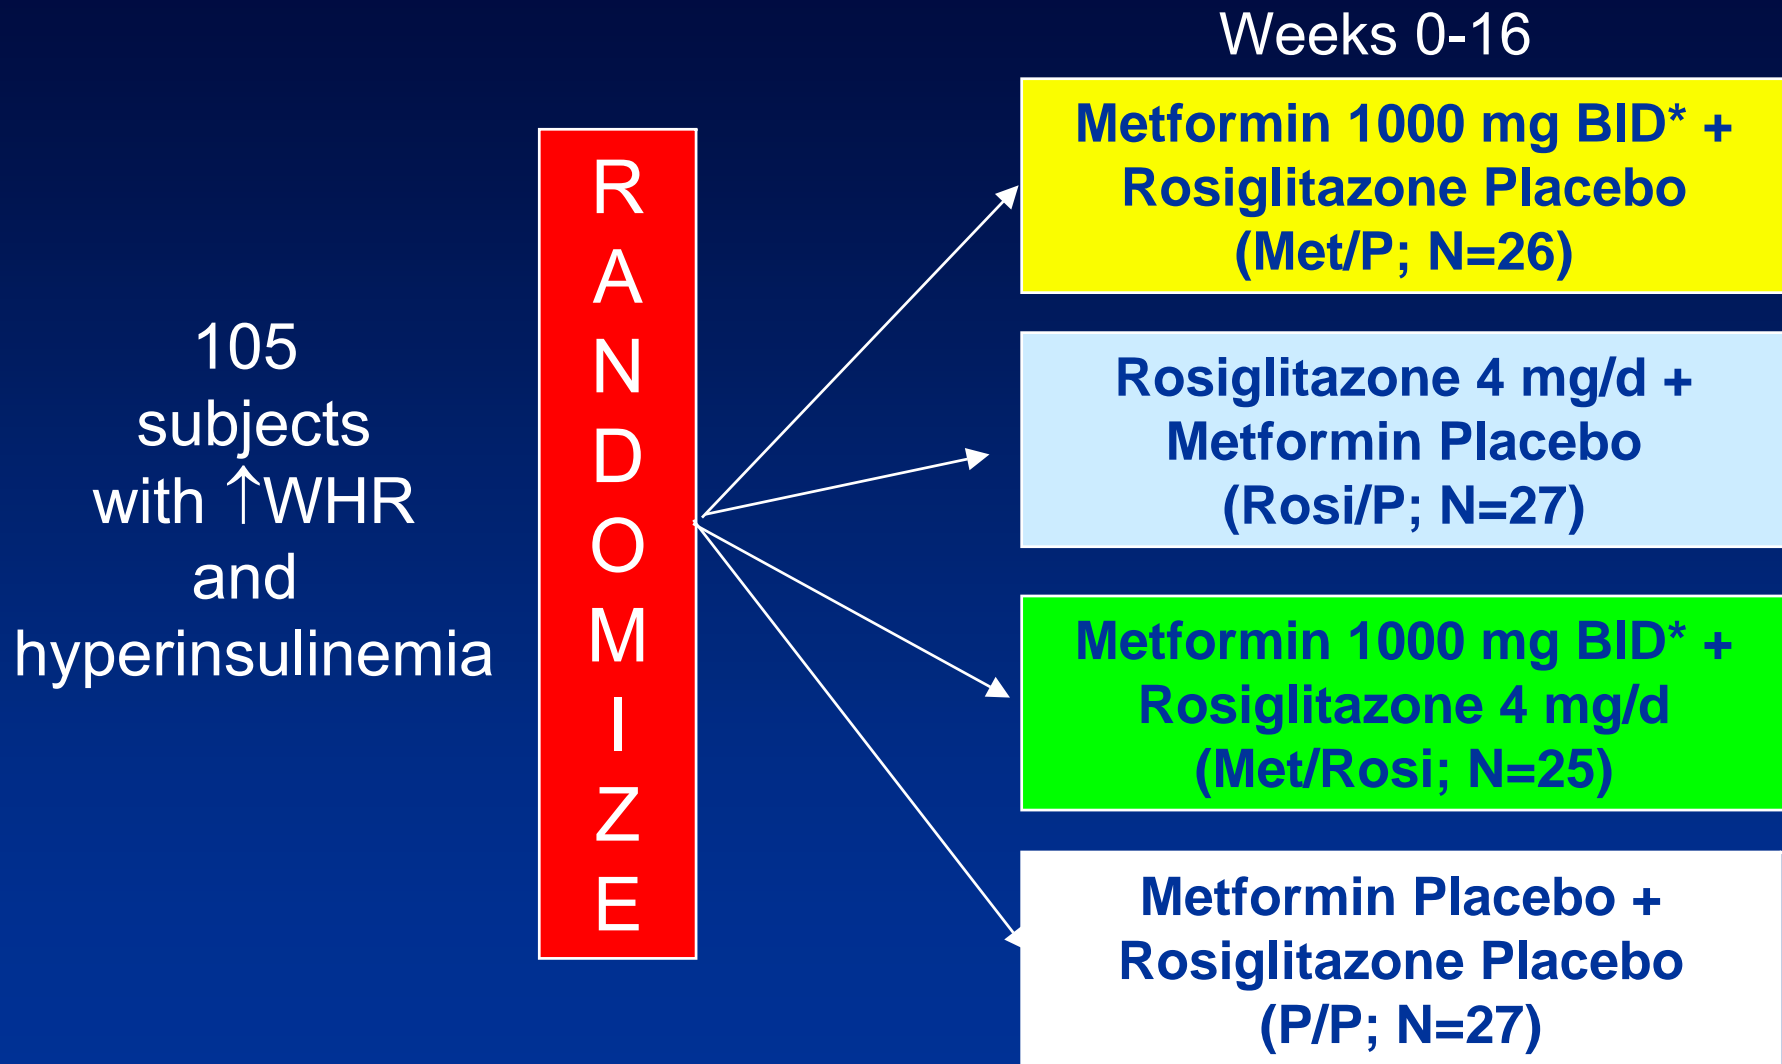 Weeks 0-16
105
subjects
with ↑WHR
and
hyperinsulinemia
R
A
N
D
O
M
I
Z
E
Metformin 1000 mg BID* +
Rosiglitazone Placebo
(Met/P; N=26)
Rosiglitazone 4 mg/d +
Metformin Placebo
(Rosi/P; N=27)
Metformin 1000 mg BID* +
Rosiglitazone 4 mg/d
(Met/Rosi; N=25)
Metformin Placebo +
Rosiglitazone Placebo
(P/P; N=27)